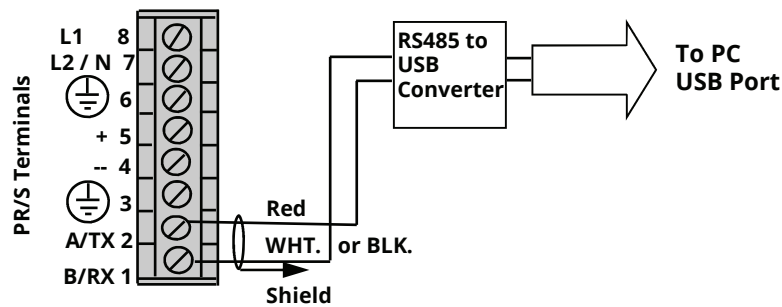 PR/S Terminals
L1 8
L2 / N 7
6
+ 5
-- 4
3
A/TX 2
B/RX 1
Red
WHT. or BLK.
Shield
RS485 to
USB
Converter
To PC
USB Port